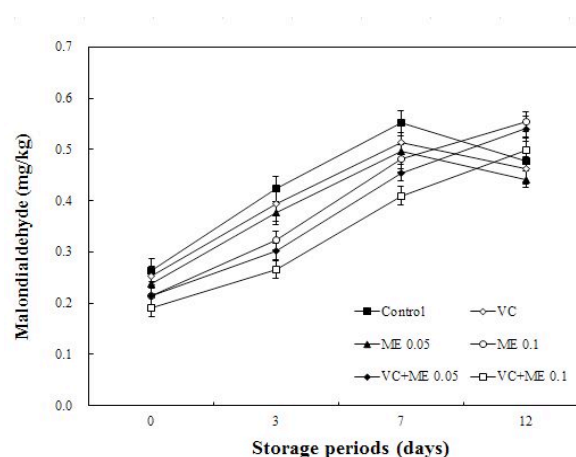 0.7
0.6
0.5
0.4
0.3
0.2
0.1
0.0
Malondialdehyde (mg/kg)
Control VC
ME 0.05 ME 0.1
VC+ME 0.05 VC+ME 0.1
0 3 7 12
Storage periods (days)